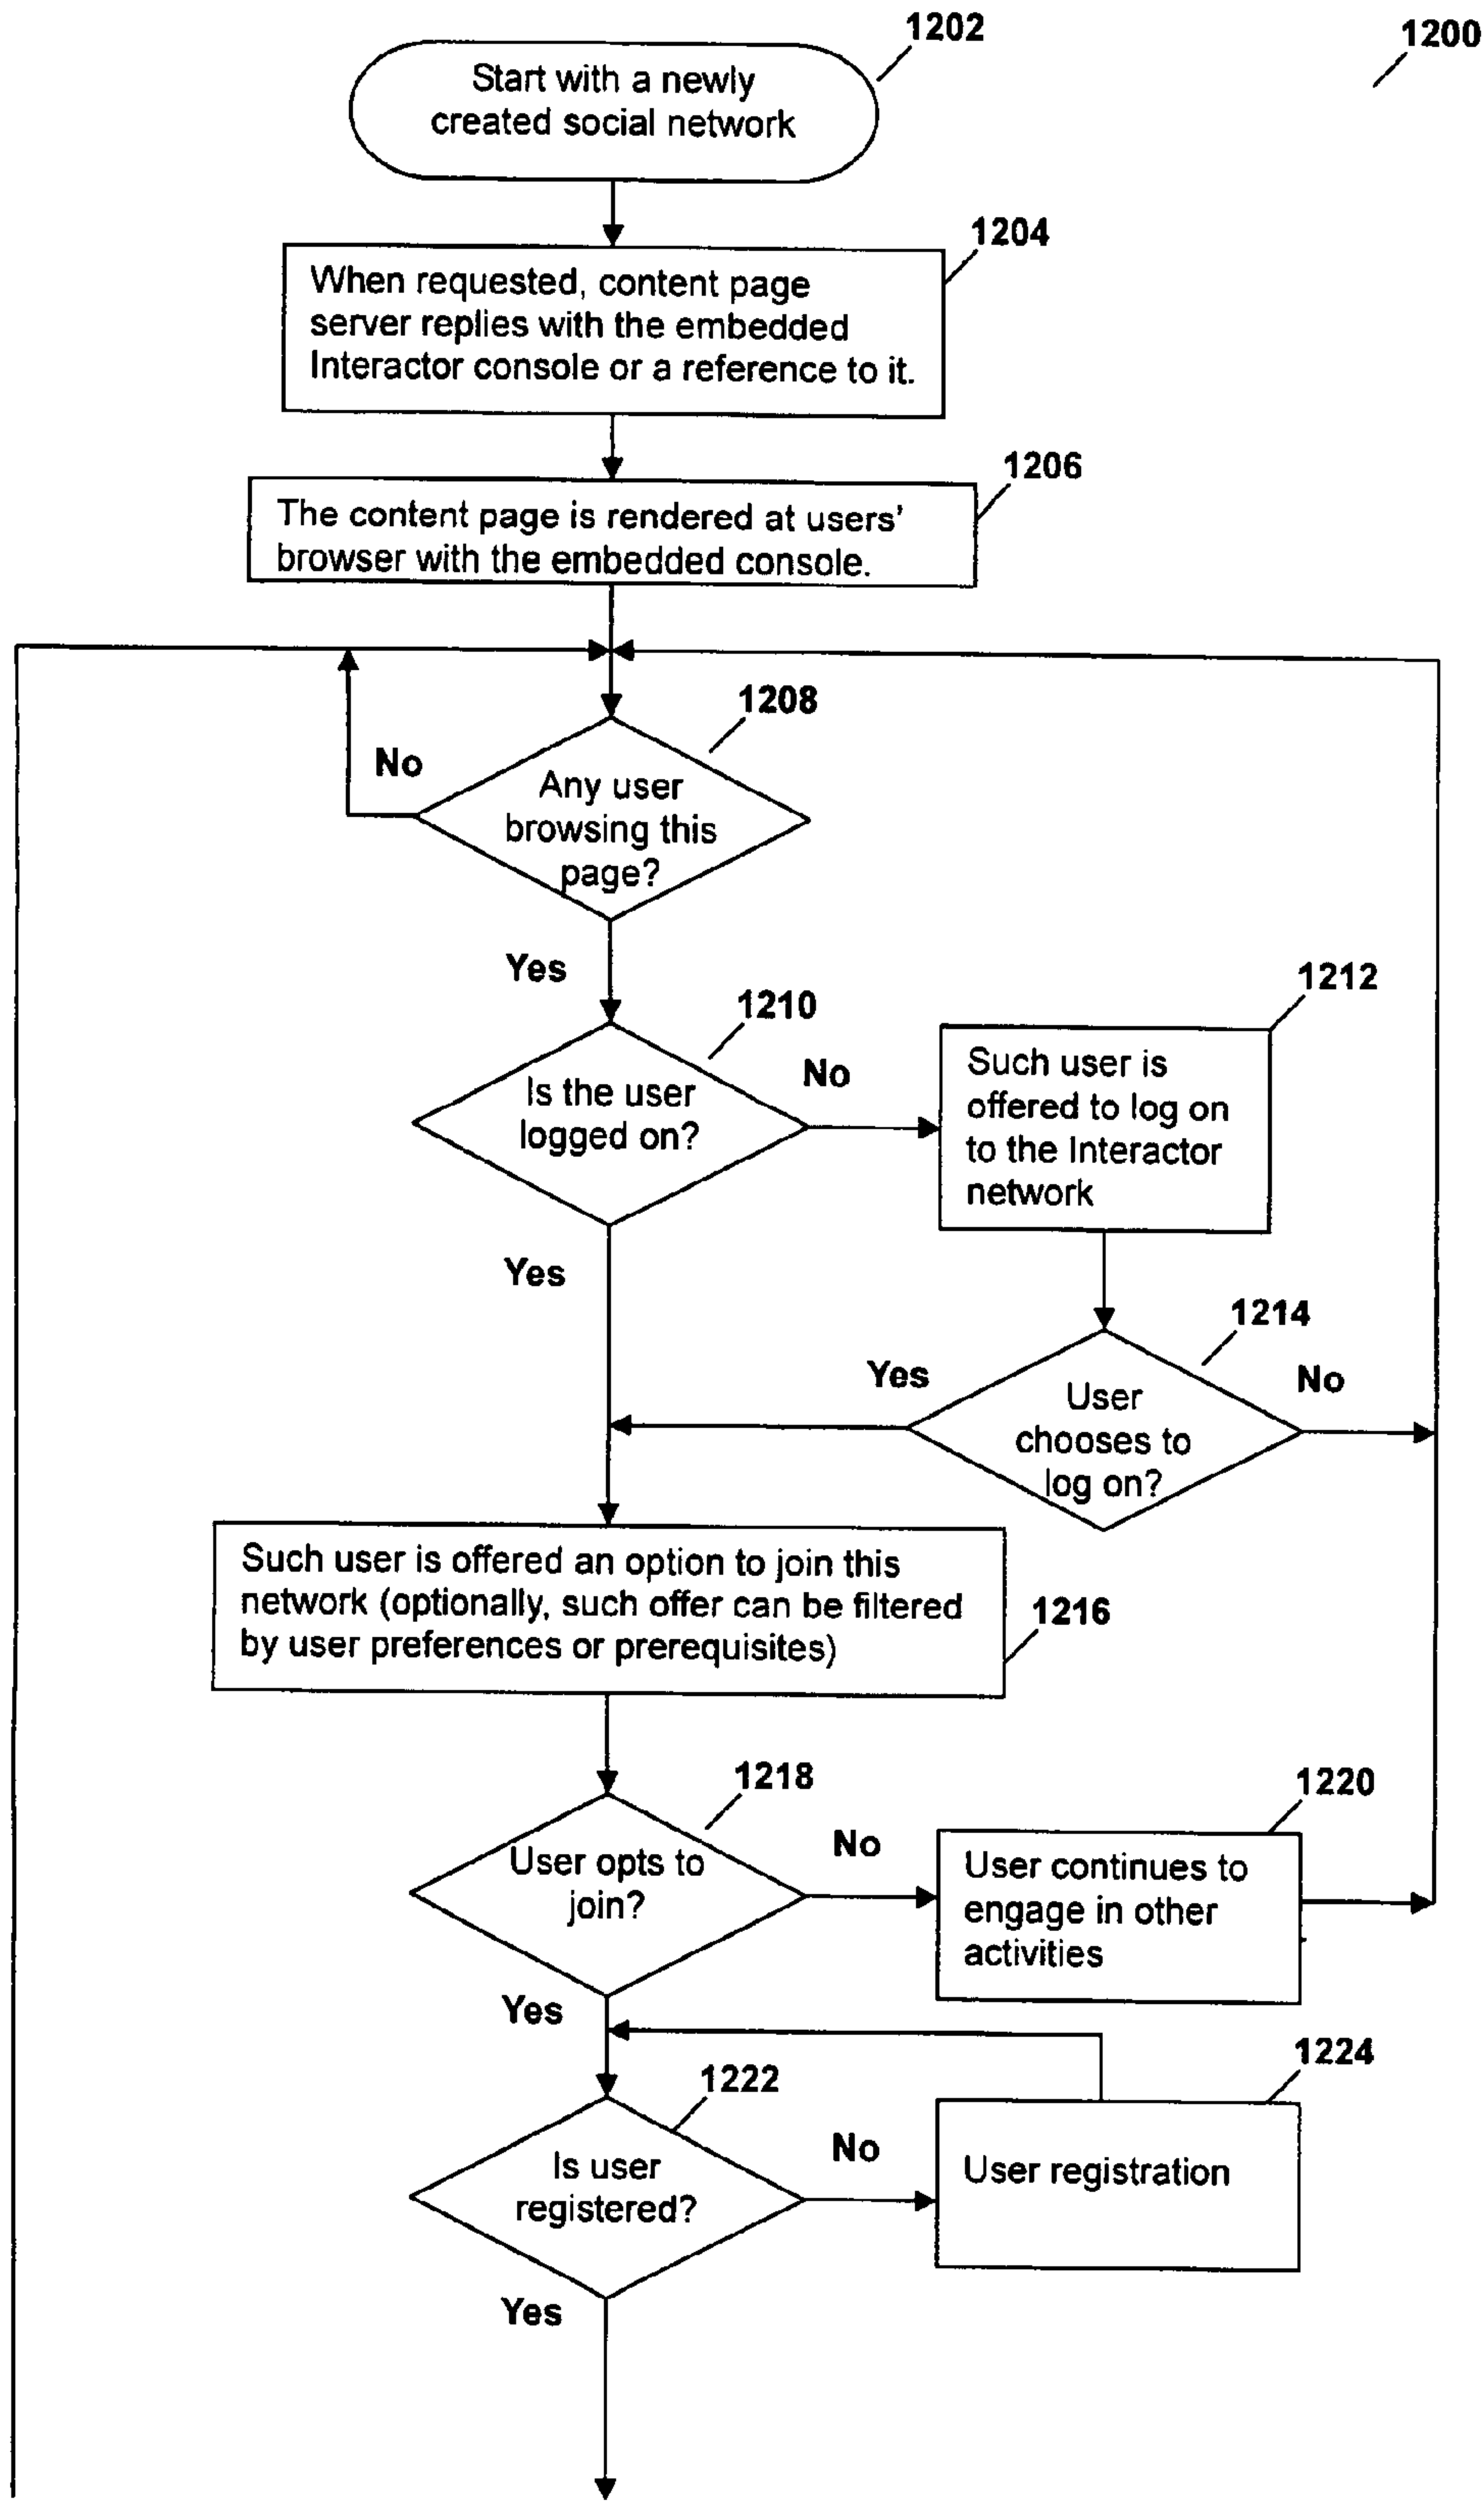 1202
1200
Start with a newly
created social network
1204
When requested, content page
server replies with the embedded
Interactor console or a reference to it.
1206
The content page is rendered at users'
browser with the embedded console.
1208
No
Any user
browsing this
page?
Yes
1210
1212
Is the user
logged on?
No
Such user is
offered to log on
to the Interactor
network
Yes
1214
Yes
No
User
chooses to
log on?
Such user is offered an option to join this
network (optionally, such offer can be filtered
by user preferences or prerequisites)
1216
1218
1220
User opts to
join?
No
User continues to
engage in other
activities
Yes
1222
1224
Is user
registered?
No
User registration
Yes